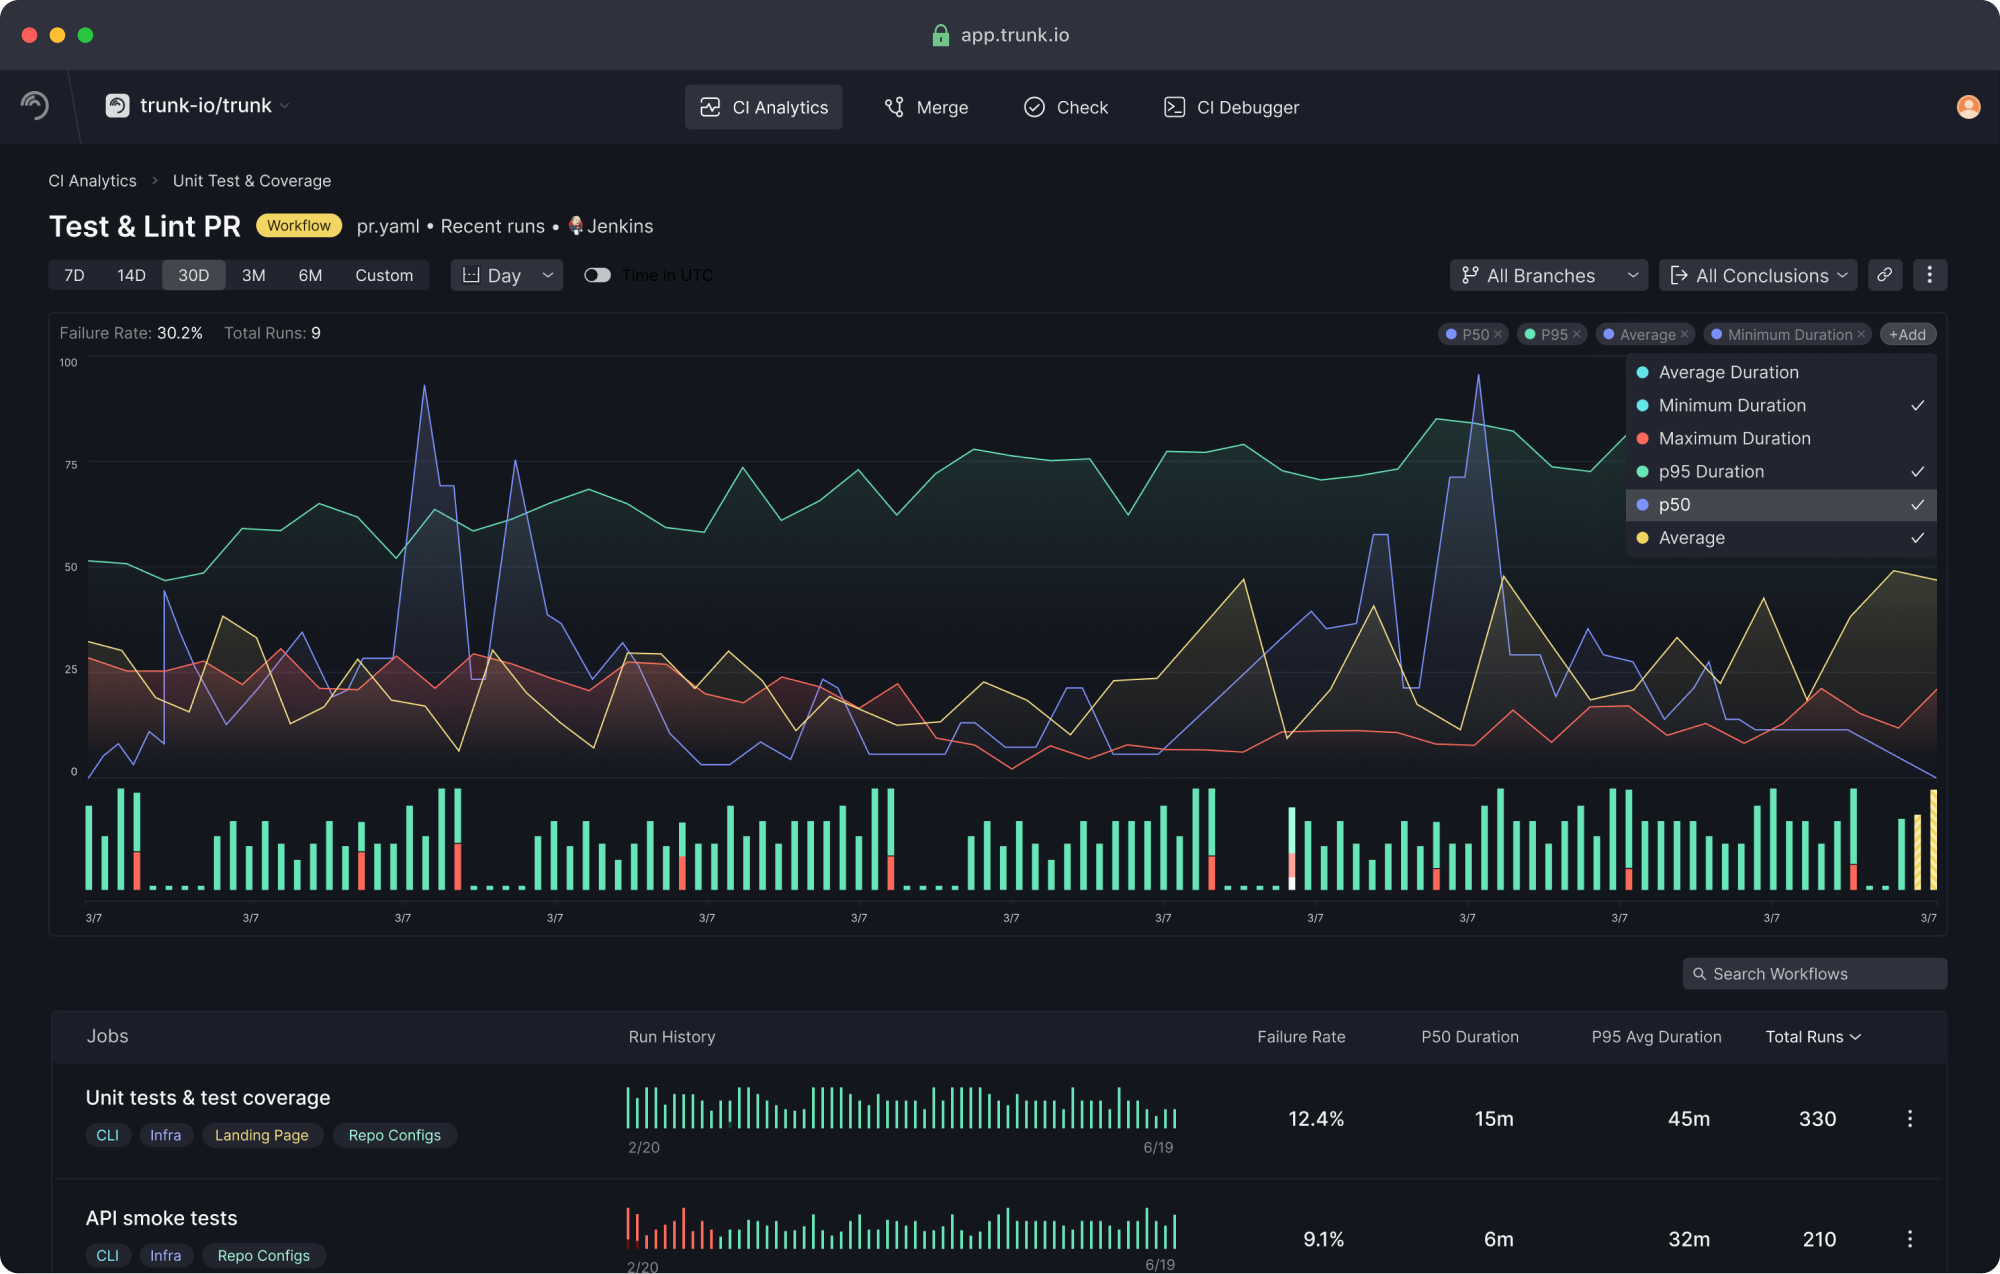 app.trunk.io
trunk-io/trunk
CI Analytics
Merge
Check
CI Debugger
CI Analytics > Unit Test & Coverage
Test & Lint PR Workflow pr.yaml • Recent runs • Jenkins
7D 14D 30D 3M 6M Custom
Day
Time in UTC
All Branches
All Conclusions
Failure Rate: 30.2% Total Runs: 9
P50 × P95 × Average × Minimum Duration × +Add
Average Duration
Minimum Duration
Maximum Duration
p95 Duration
p50
Average
100
75
50
25
0
3/7 3/7 3/7 3/7 3/7 3/7 3/7 3/7 3/7 3/7 3/7 3/7 3/7
Search Workflows
Jobs Run History Failure Rate P50 Duration P95 Avg Duration Total Runs
Unit tests & test coverage
CLI Infra Landing Page Repo Configs
2/20 6/19
12.4% 15m 45m 330
API smoke tests
CLI Infra Repo Configs
2/20 6/19
9.1% 6m 32m 210